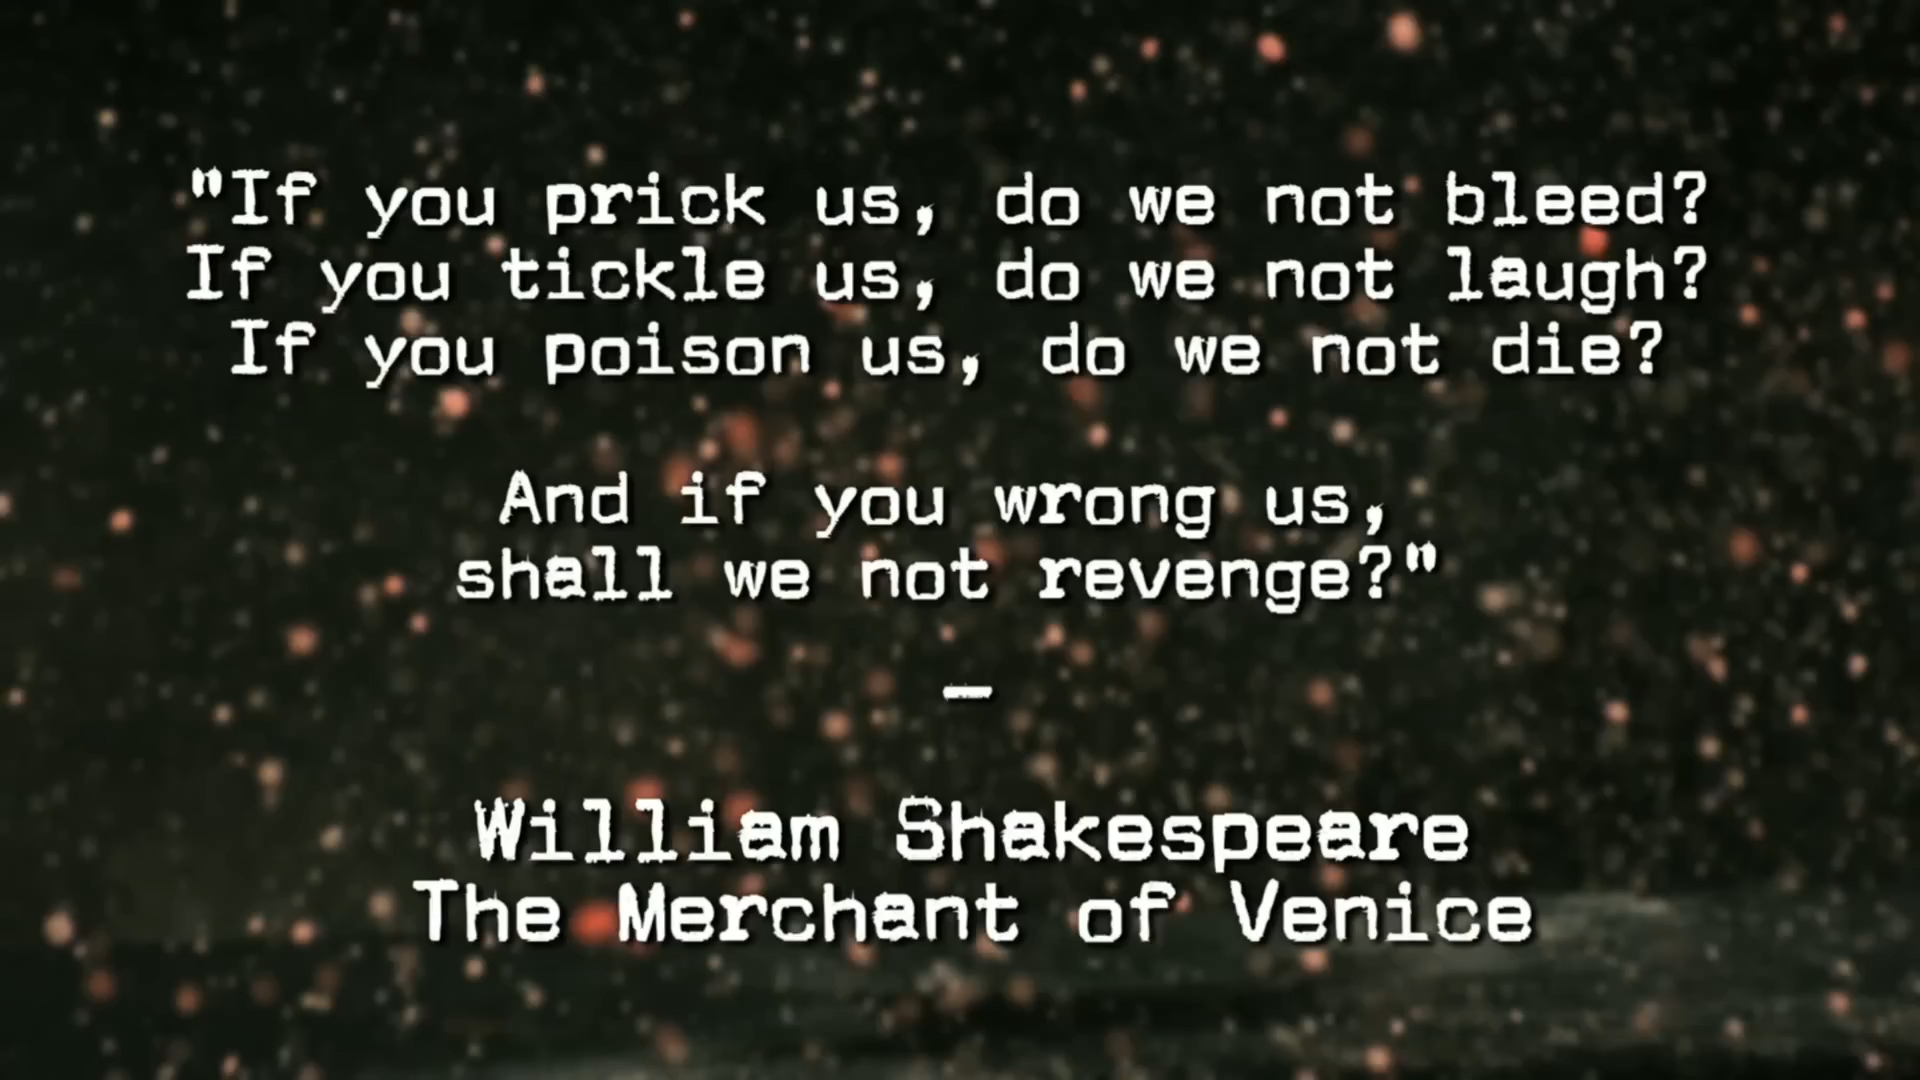 "If you prick us, do we not bleed?
If you tickle us, do we not laugh?
If you poison us, do we not die?
And if you wrong us,
shall we not revenge?"
—
William Shakespeare
The Merchant of Venice